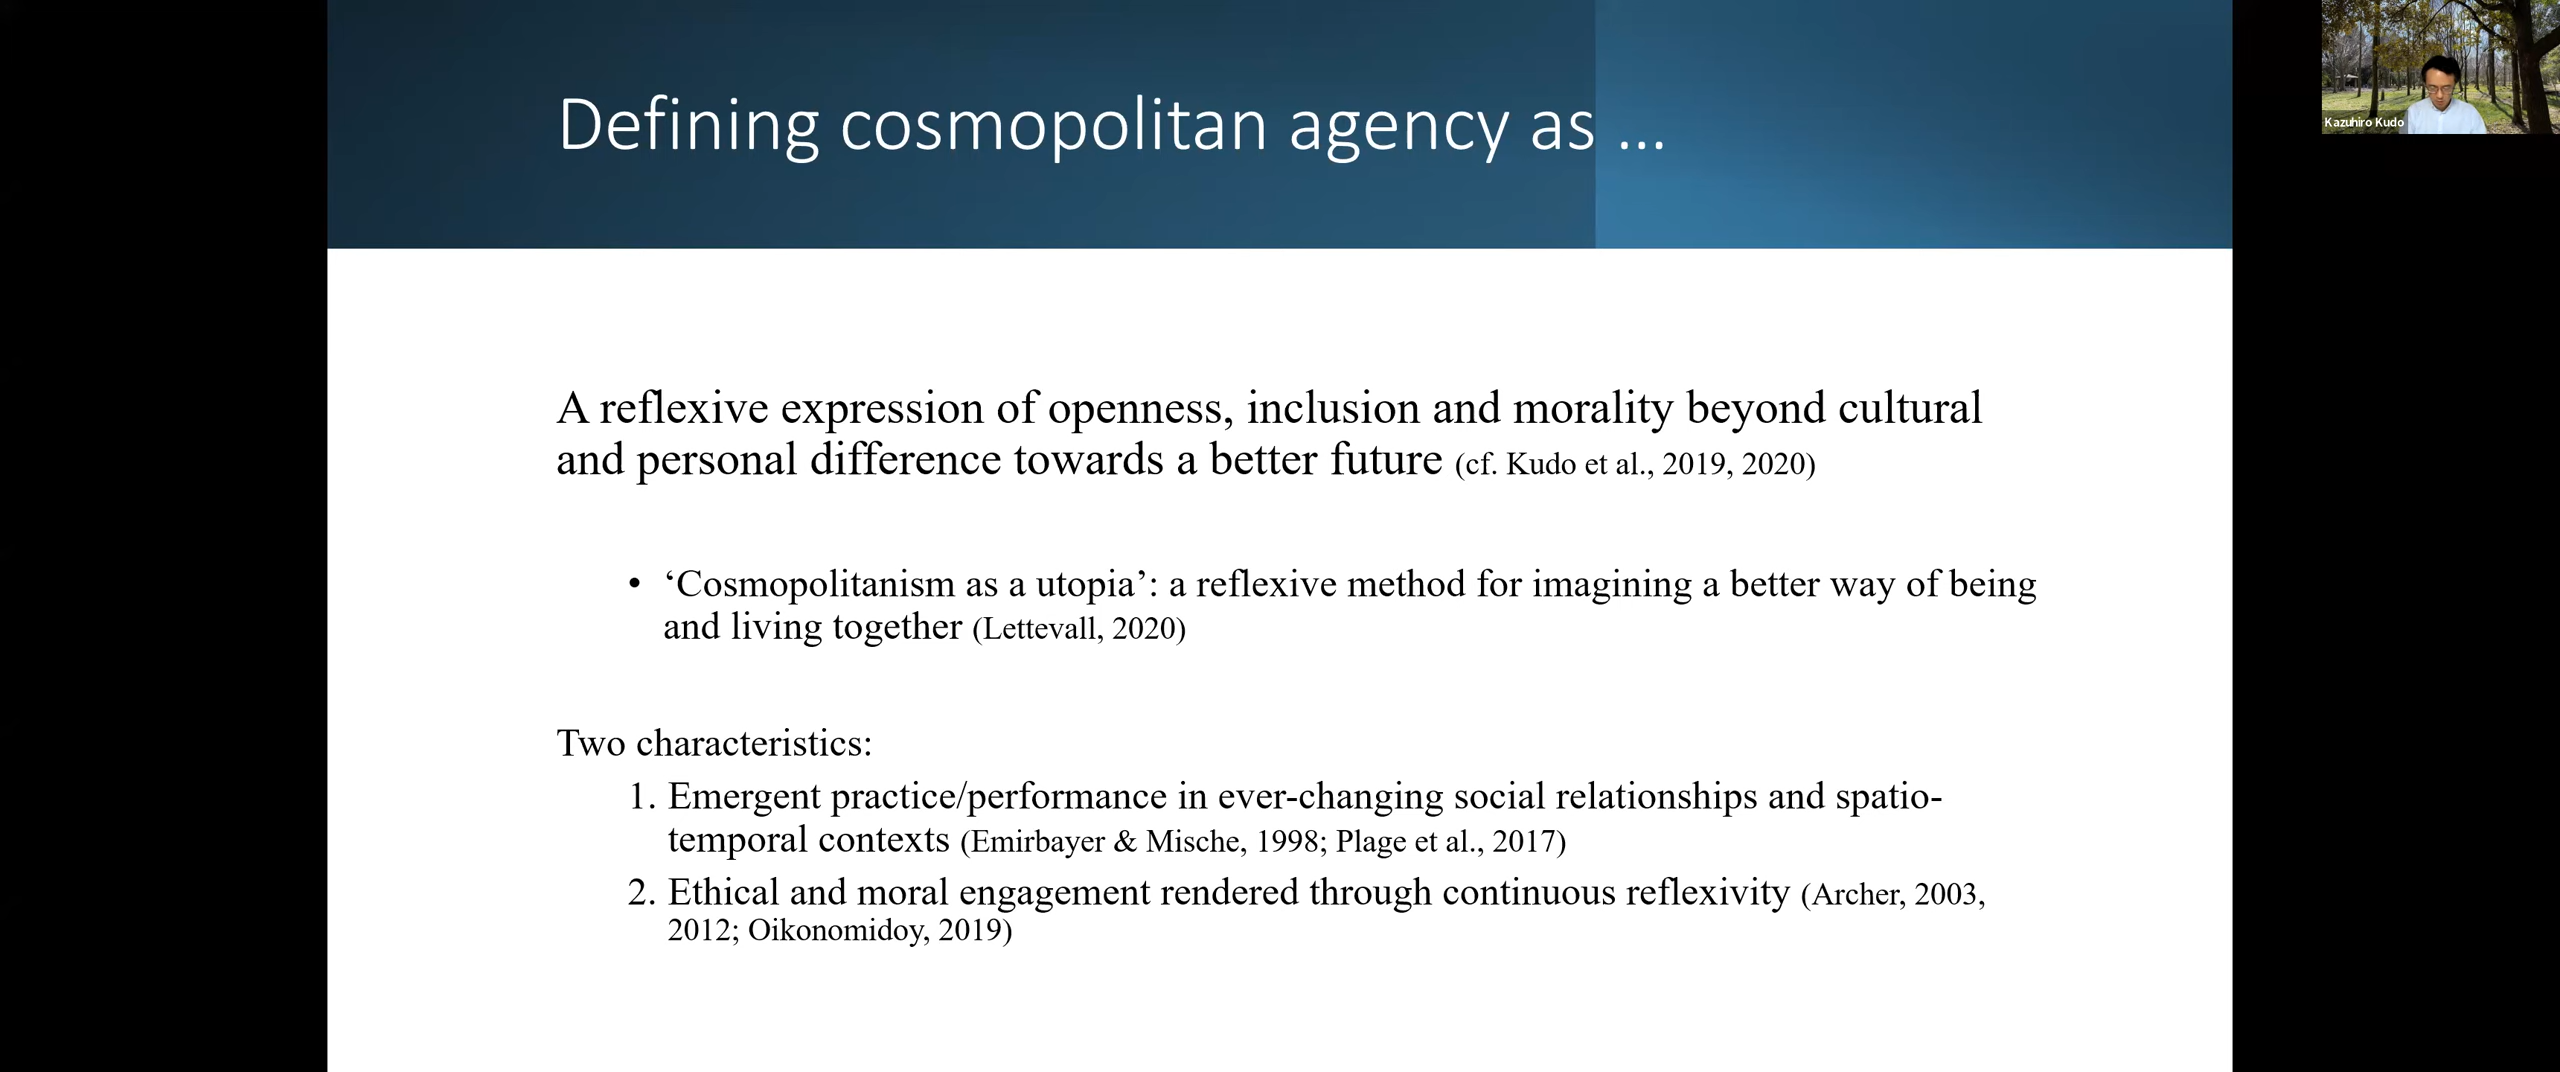 Defining cosmopolitan agency as ...
Kazuhiro Kudo
A reflexive expression of openness, inclusion and morality beyond cultural
and personal difference towards a better future (cf. Kudo et al., 2019, 2020)
• ‘Cosmopolitanism as a utopia’: a reflexive method for imagining a better way of being
and living together (Lettevall, 2020)
Two characteristics:
1. Emergent practice/performance in ever-changing social relationships and spatio-
temporal contexts (Emirbayer & Mische, 1998; Plage et al., 2017)
2. Ethical and moral engagement rendered through continuous reflexivity (Archer, 2003,
2012; Oikonomidoy, 2019)